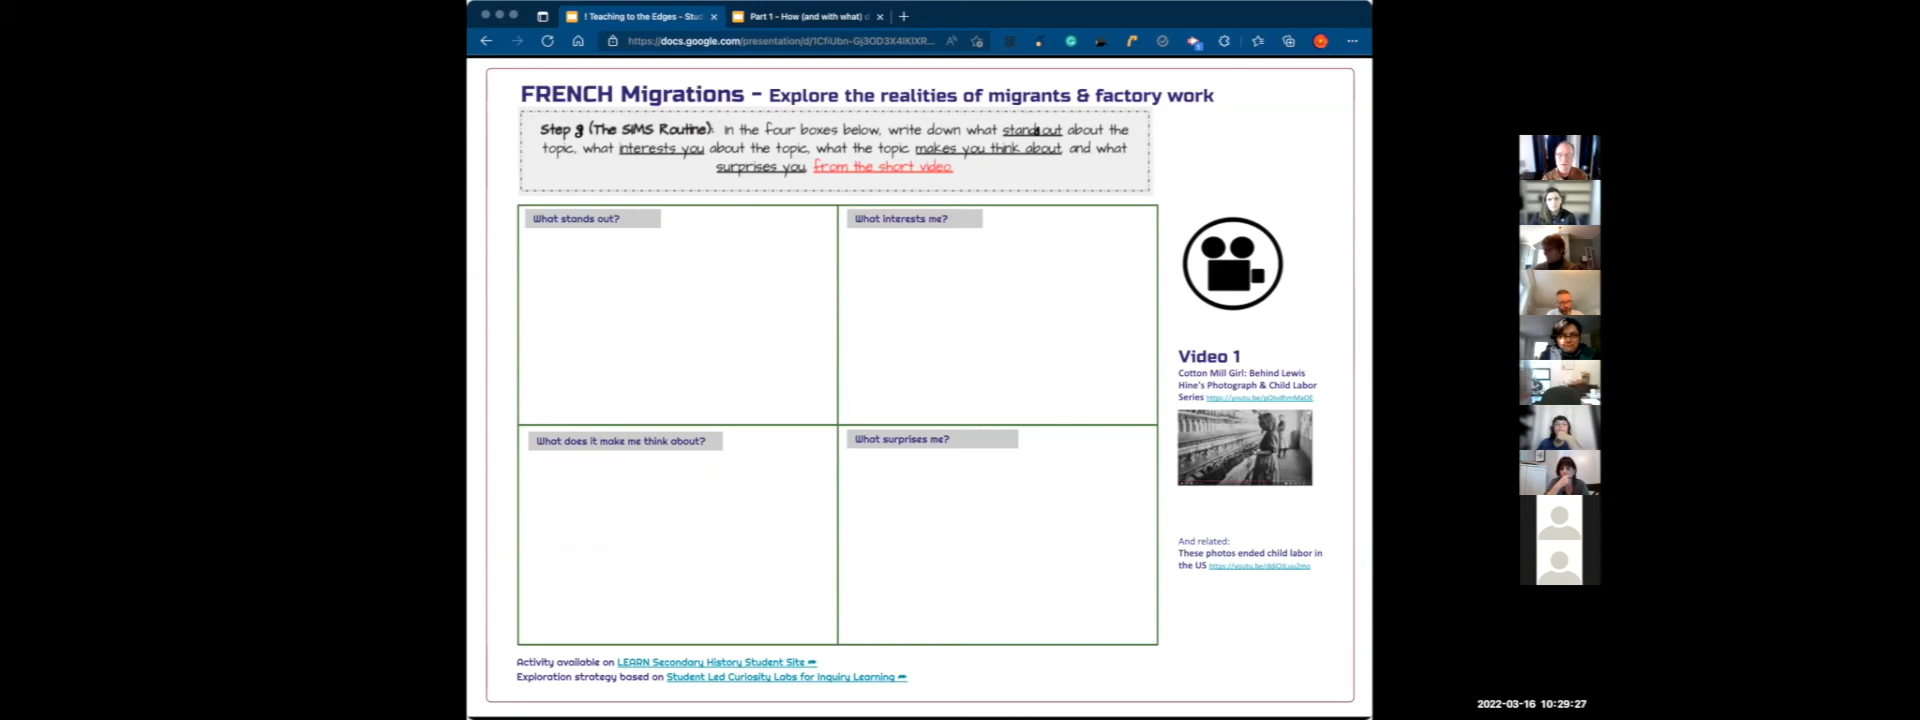 ! Teaching to the Edges - Stud
Part 1 - How (and with what) d
https://docs.google.com/presentation/d/
FRENCH Migrations - Explore the realities of migrants & factory work
Step 3 (The SIMS Routine): In the four boxes below, write down what stands out about the
topic, what interests you about the topic, what the topic makes you think about, and what
surprises you, from the short video.
What stands out?
What interests me?
What does it make me think about?
What surprises me?
Video 1
Cotton Mill Girl: Behind Lewis
Hine's Photograph & Child Labor
Series
And related:
These photos ended child labor in
the US
Activity available on LEARN Secondary History Student Site
Exploration strategy based on Student Led Curiosity Labs for Inquiry Learning
2022-03-16 10:29:27